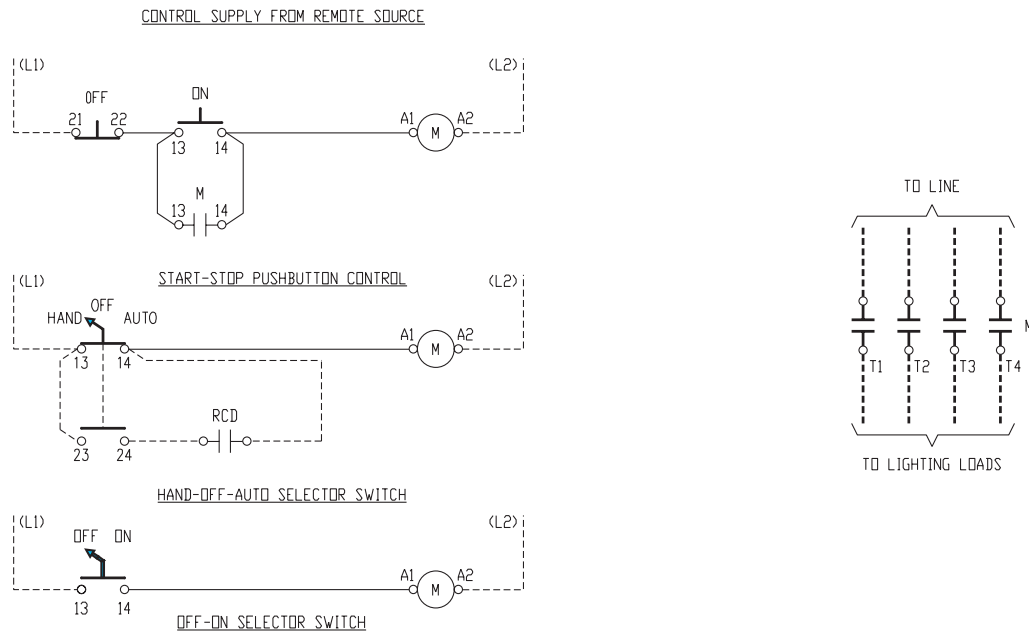 CONTROL SUPPLY FROM REMOTE SOURCE
(L1) (L2)
OFF ON
21 22 A1 M A2
13 14
M
13 14
START-STOP PUSHBUTTON CONTROL
(L1) (L2)
HAND OFF AUTO
A1 M A2
13 14
RCD
23 24
HAND-OFF-AUTO SELECTOR SWITCH
(L1) (L2)
OFF ON
A1 M A2
13 14
OFF-ON SELECTOR SWITCH
TO LINE
T1 T2 T3 T4
TO LIGHTING LOADS